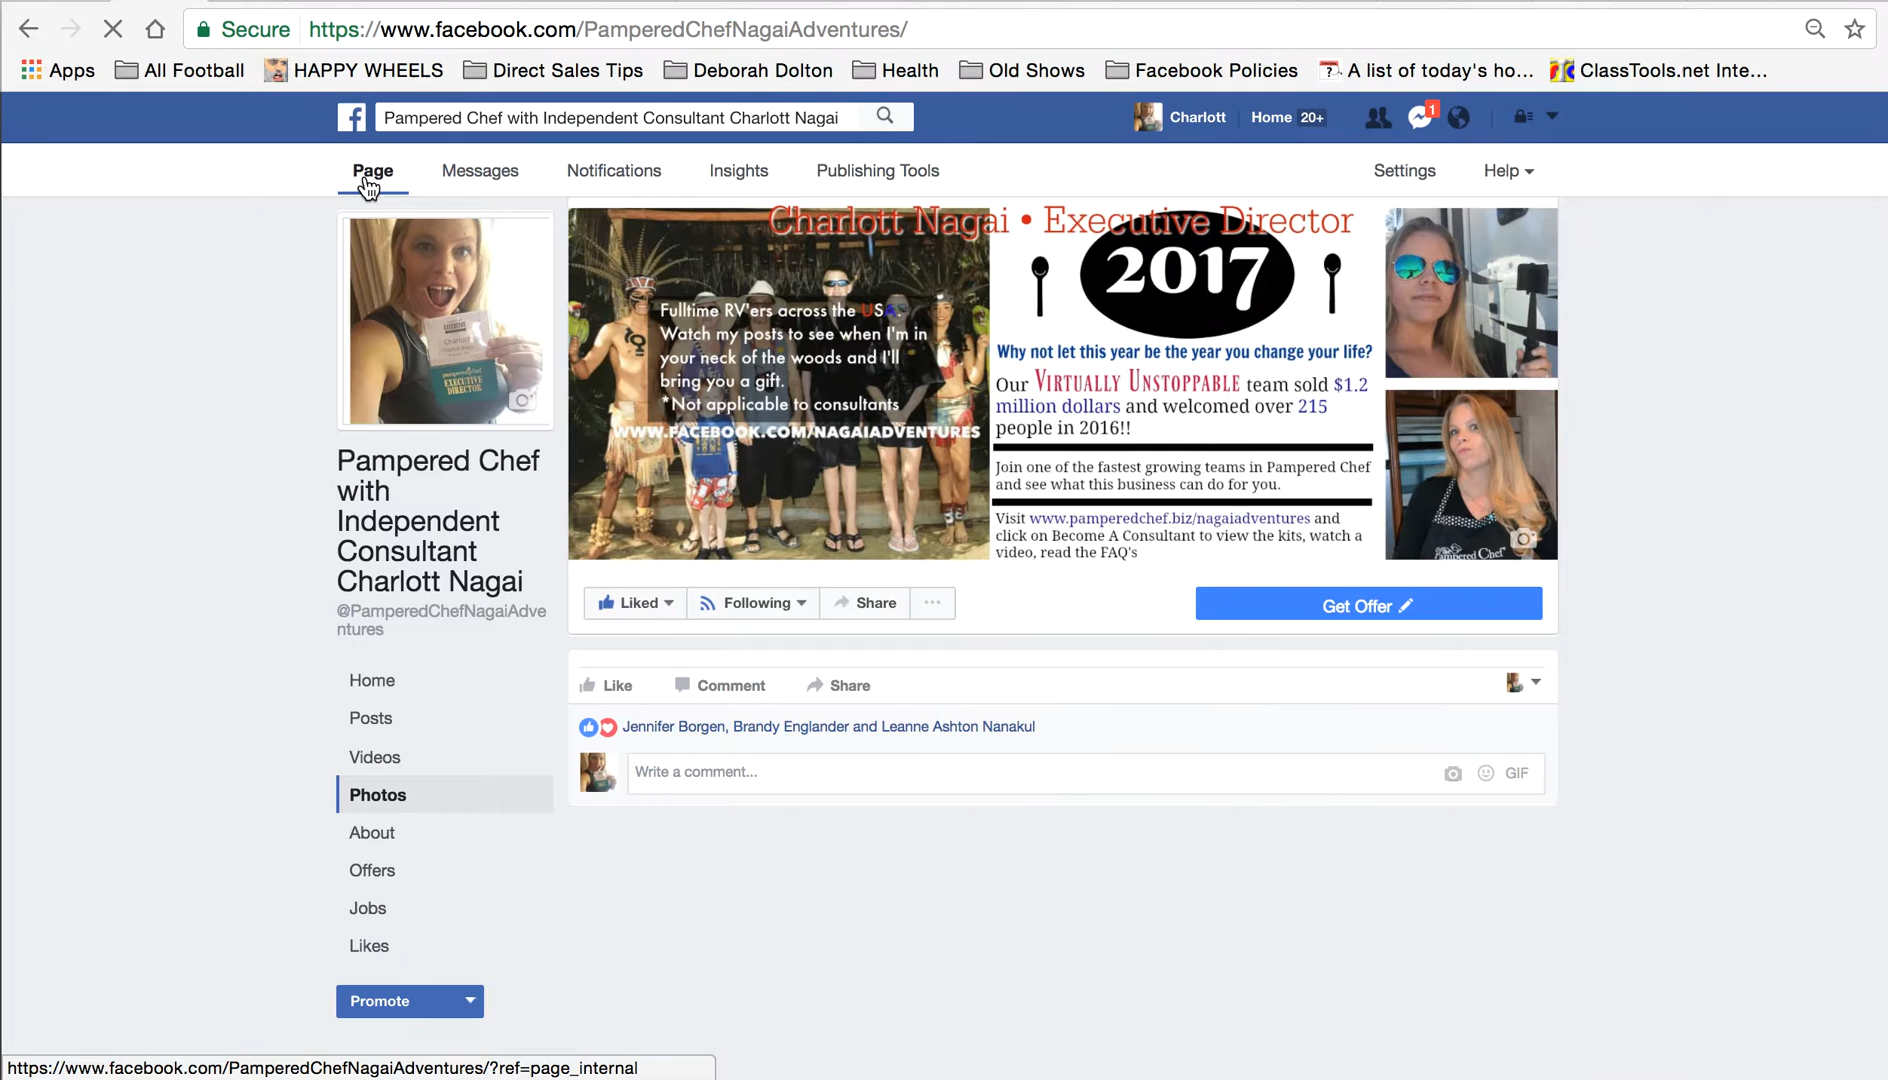 Secure https://www.facebook.com/PamperedChefNagaiAdventures/
Apps All Football HAPPY WHEELS Direct Sales Tips Deborah Dolton Health Old Shows Facebook Policies A list of today's ho... ClassTools.net Inte...
Pampered Chef with Independent Consultant Charlott Nagai
Charlott Home 20+ 1
Page Messages Notifications Insights Publishing Tools Settings Help
Charlott Nagai • Executive Director
Fulltime RV'ers across the USA.
Watch my posts to see when I'm in
your neck of the woods and I'll
bring you a gift.
*Not applicable to consultants
WWW.FACEBOOK.COM/NAGAIADVENTURES
2017
Why not let this year be the year you change your life?
Our VIRTUALLY UNSTOPPABLE team sold $1.2
million dollars and welcomed over 215
people in 2016!!
Join one of the fastest growing teams in Pampered Chef
and see what this business can do for you.
Visit www.pamperedchef.biz/nagaiadventures and
click on Become A Consultant to view the kits, watch a
video, read the FAQ's
Charlott
EXECUTIVE
DIRECTOR
Pampered Chef
Pampered Chef
with
Independent
Consultant
Charlott Nagai
@PamperedChefNagaiAdve
ntures
Liked Following Share ...
Get Offer
Home
Posts
Videos
Photos
About
Offers
Jobs
Likes
Promote
Like Comment Share
Jennifer Borgen, Brandy Englander and Leanne Ashton Nanakul
Write a comment...
GIF
https://www.facebook.com/PamperedChefNagaiAdventures/?ref=page_internal